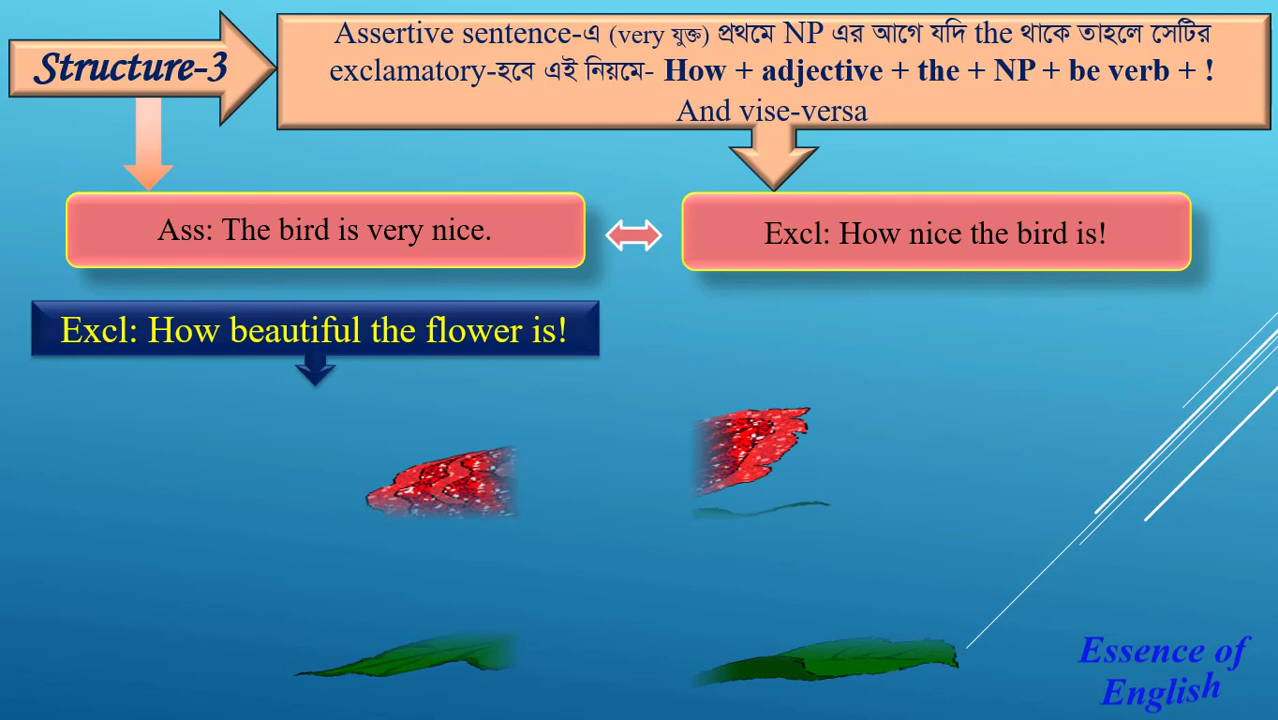 Structure-3
Assertive sentence-এ (very যুক্ত) প্রথমে NP এর আগে যদি the থাকে তাহলে সেটির
exclamatory-হবে এই নিয়মে- How + adjective + the + NP + be verb + !
And vise-versa
Ass: The bird is very nice.
Excl: How nice the bird is!
Excl: How beautiful the flower is!
Essence of
English